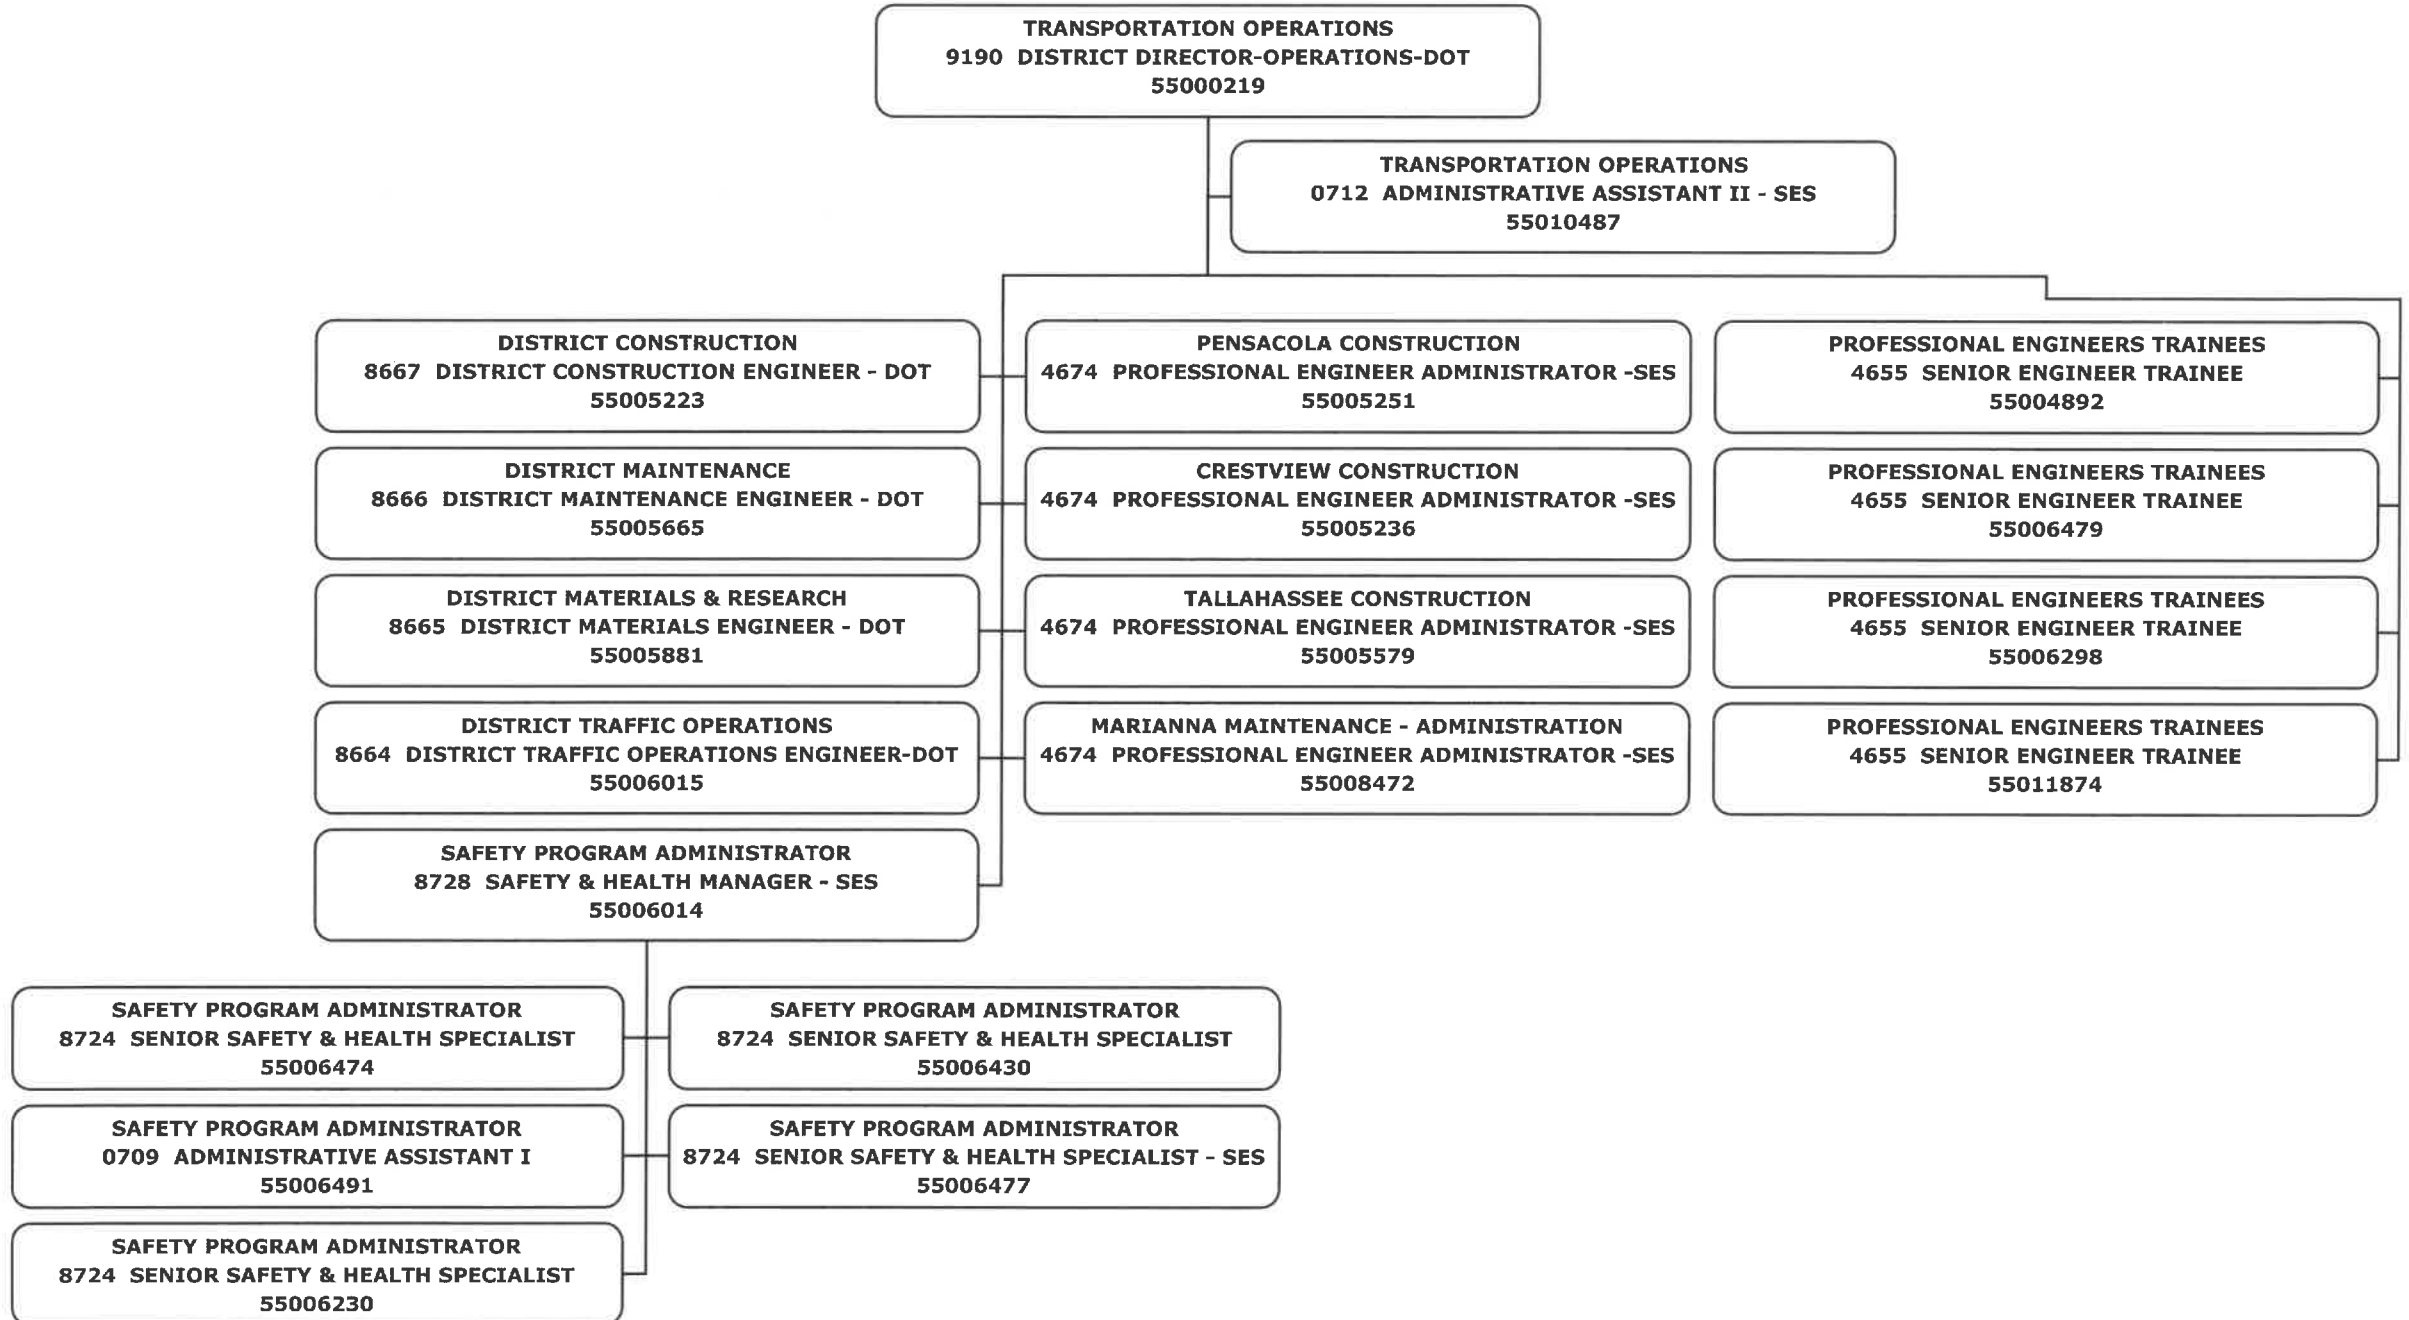 TRANSPORTATION OPERATIONS
9190 DISTRICT DIRECTOR-OPERATIONS-DOT
55000219
TRANSPORTATION OPERATIONS
0712 ADMINISTRATIVE ASSISTANT II - SES
55010487
DISTRICT CONSTRUCTION
8667 DISTRICT CONSTRUCTION ENGINEER - DOT
55005223
PENSACOLA CONSTRUCTION
4674 PROFESSIONAL ENGINEER ADMINISTRATOR -SES
55005251
PROFESSIONAL ENGINEERS TRAINEES
4655 SENIOR ENGINEER TRAINEE
55004892
DISTRICT MAINTENANCE
8666 DISTRICT MAINTENANCE ENGINEER - DOT
55005665
CRESTVIEW CONSTRUCTION
4674 PROFESSIONAL ENGINEER ADMINISTRATOR -SES
55005236
PROFESSIONAL ENGINEERS TRAINEES
4655 SENIOR ENGINEER TRAINEE
55006479
DISTRICT MATERIALS & RESEARCH
8665 DISTRICT MATERIALS ENGINEER - DOT
55005881
TALLAHASSEE CONSTRUCTION
4674 PROFESSIONAL ENGINEER ADMINISTRATOR -SES
55005579
PROFESSIONAL ENGINEERS TRAINEES
4655 SENIOR ENGINEER TRAINEE
55006298
DISTRICT TRAFFIC OPERATIONS
8664 DISTRICT TRAFFIC OPERATIONS ENGINEER-DOT
55006015
MARIANNA MAINTENANCE - ADMINISTRATION
4674 PROFESSIONAL ENGINEER ADMINISTRATOR -SES
55008472
PROFESSIONAL ENGINEERS TRAINEES
4655 SENIOR ENGINEER TRAINEE
55011874
SAFETY PROGRAM ADMINISTRATOR
8728 SAFETY & HEALTH MANAGER - SES
55006014
SAFETY PROGRAM ADMINISTRATOR
8724 SENIOR SAFETY & HEALTH SPECIALIST
55006474
SAFETY PROGRAM ADMINISTRATOR
8724 SENIOR SAFETY & HEALTH SPECIALIST
55006430
SAFETY PROGRAM ADMINISTRATOR
0709 ADMINISTRATIVE ASSISTANT I
55006491
SAFETY PROGRAM ADMINISTRATOR
8724 SENIOR SAFETY & HEALTH SPECIALIST - SES
55006477
SAFETY PROGRAM ADMINISTRATOR
8724 SENIOR SAFETY & HEALTH SPECIALIST
55006230